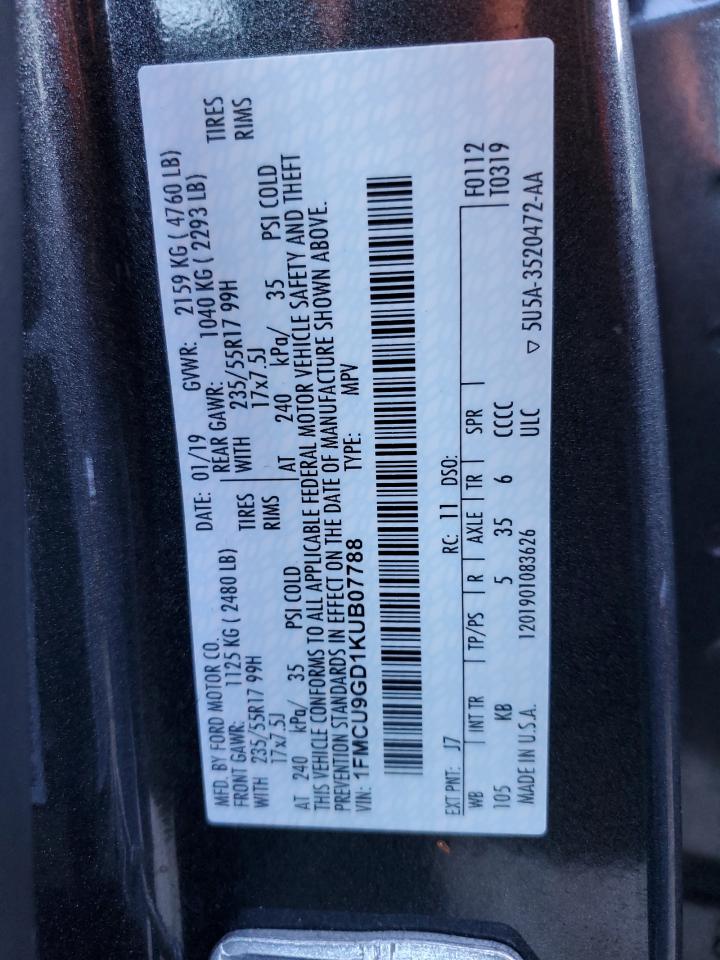 MFD. BY FORD MOTOR CO. DATE: 01/19 GVWR: 2159 KG ( 4760 LB)
FRONT GAWR: 1125 KG ( 2480 LB) REAR GAWR: 1040 KG ( 2293 LB)
WITH 235/55R17 99H TIRES WITH 235/55R17 99H TIRES
17x7.5J RIMS 17x7.5J RIMS
AT 240 kPa/ 35 PSI COLD AT 240 kPa/ 35 PSI COLD
THIS VEHICLE CONFORMS TO ALL APPLICABLE FEDERAL MOTOR VEHICLE SAFETY AND THEFT
PREVENTION STANDARDS IN EFFECT ON THE DATE OF MANUFACTURE SHOWN ABOVE.
VIN: 1FMCU9GD1KUB07788 TYPE: MPV
EXT PNT: J7 RC: 11 DSO: F0112
WB INT TR TP/PS R AXLE TR SPR T0319
105 KB 5 35 6 CCCC
MADE IN U.S.A. 1201901083626 ULC ▽ 5U5A-3520472-AA